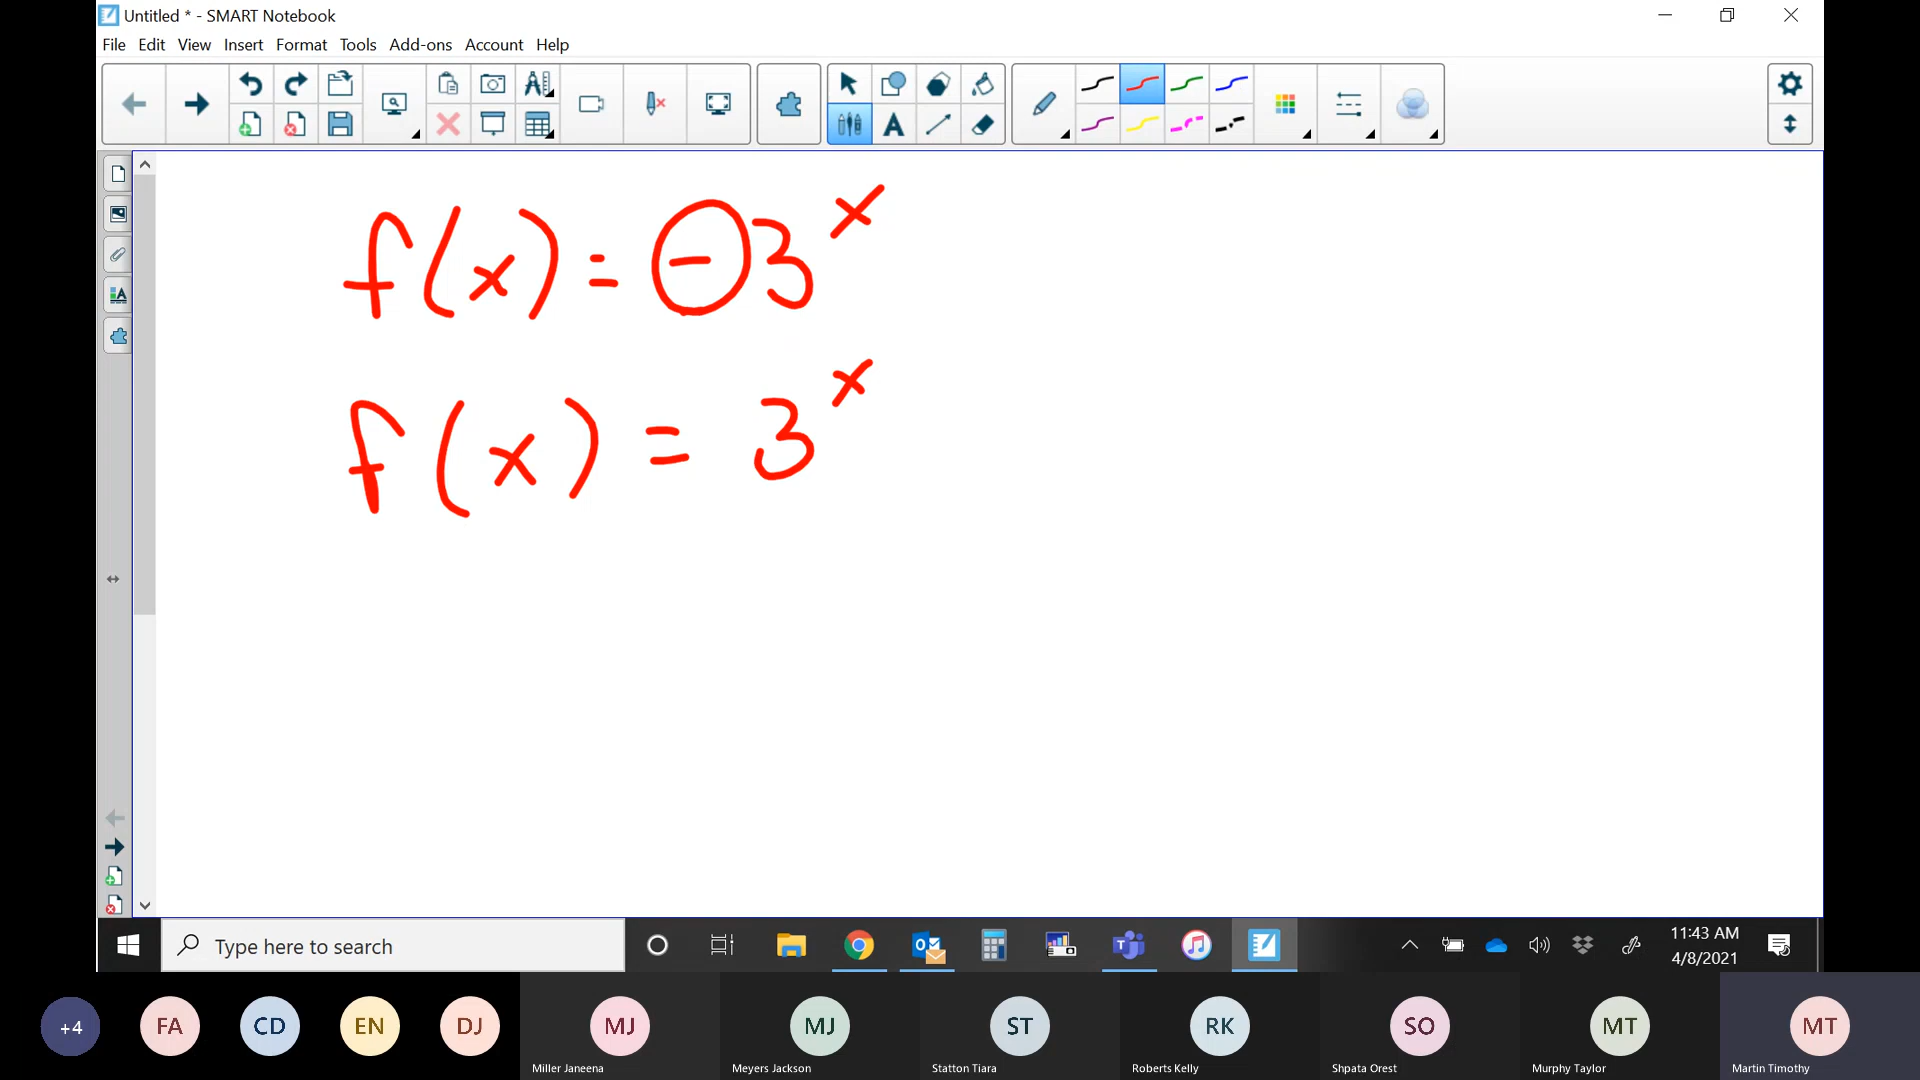 Untitled * - SMART Notebook
File Edit View Insert Format Tools Add-ons Account Help
f(x) = -3^x
f(x) = 3^x
Type here to search
11:43 AM
4/8/2021
+4 FA CD EN DJ MJ MJ ST RK SO MT MT
Miller Janeena Meyers Jackson Statton Tiara Roberts Kelly Shpata Orest Murphy Taylor Martin Timothy